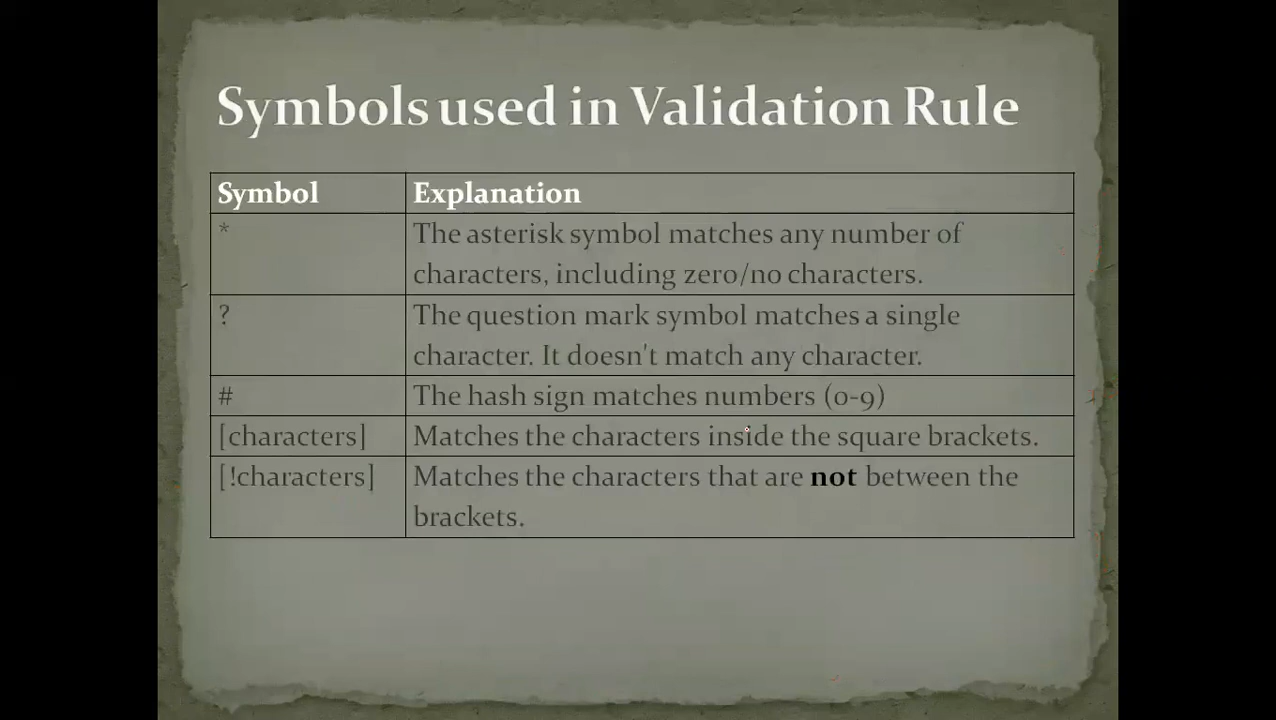 Symbols used in Validation Rule
Symbol Explanation
* The asterisk symbol matches any number of
characters, including zero/no characters.
? The question mark symbol matches a single
character. It doesn't match any character.
# The hash sign matches numbers (0-9)
[characters] Matches the characters inside the square brackets.
[!characters] Matches the characters that are not between the
brackets.